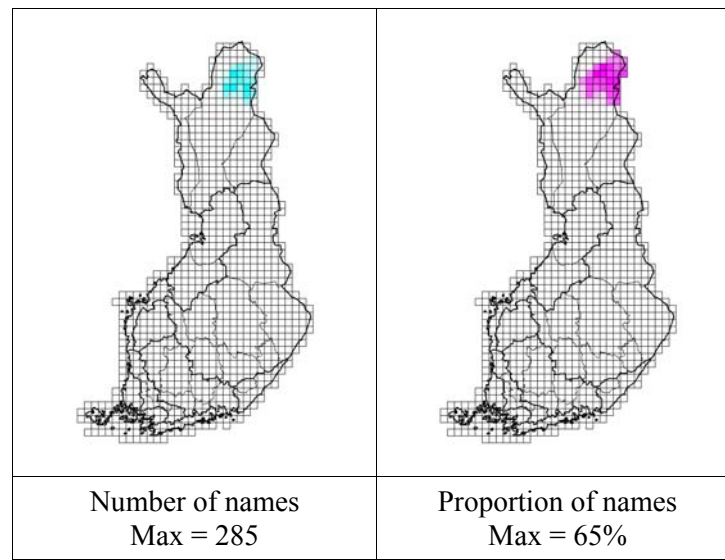 Number of names
Max = 285
Proportion of names
Max = 65%